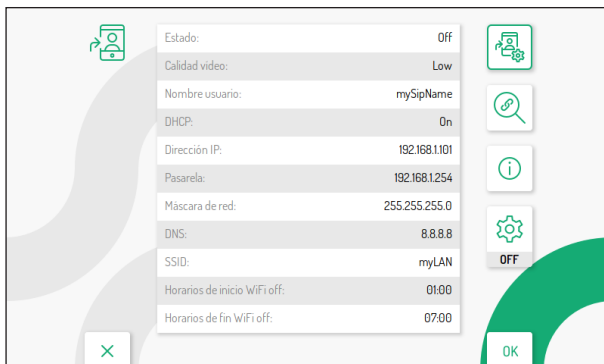 Estado: Off
Calidad video: Low
Nombre usuario: mySipName
DHCP: On
Dirección IP: 192.168.1.101
Pasarela: 192.168.1.254
Máscara de red: 255.255.255.0
DNS: 8.8.8.8
SSID: myLAN
Horarios de inicio WiFi off: 01:00
Horarios de fin WiFi off: 07:00
OFF
OK